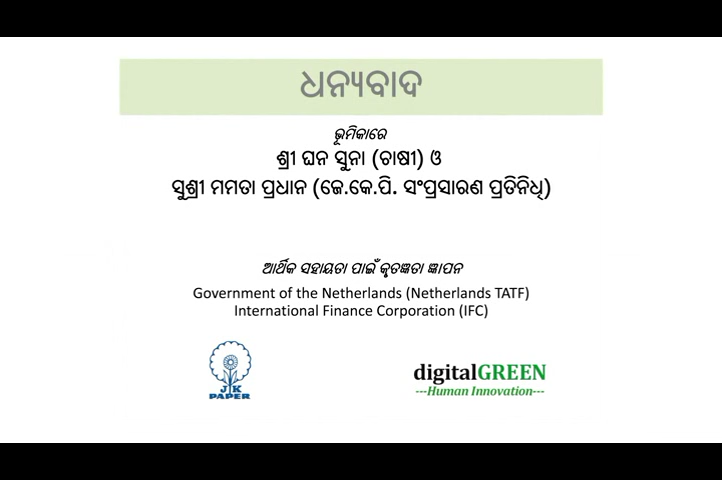 ଧନ୍ୟବାଦ
ଭୂମିକାରେ
ଶ୍ରୀ ଘନ ସୁନା (ଚାଷୀ) ଓ
ସୁଶ୍ରୀ ମମତା ପ୍ରଧାନ (ଜେ.କେ.ପି. ସଂପ୍ରସାରଣ ପ୍ରତିନିଧି)
ଆର୍ଥିକ ସହାୟତା ପାଇଁ କୃତଜ୍ଞତା ଜ୍ଞାପନ
Government of the Netherlands (Netherlands TATF)
International Finance Corporation (IFC)
JK
PAPER
digitalGREEN
---Human Innovation---